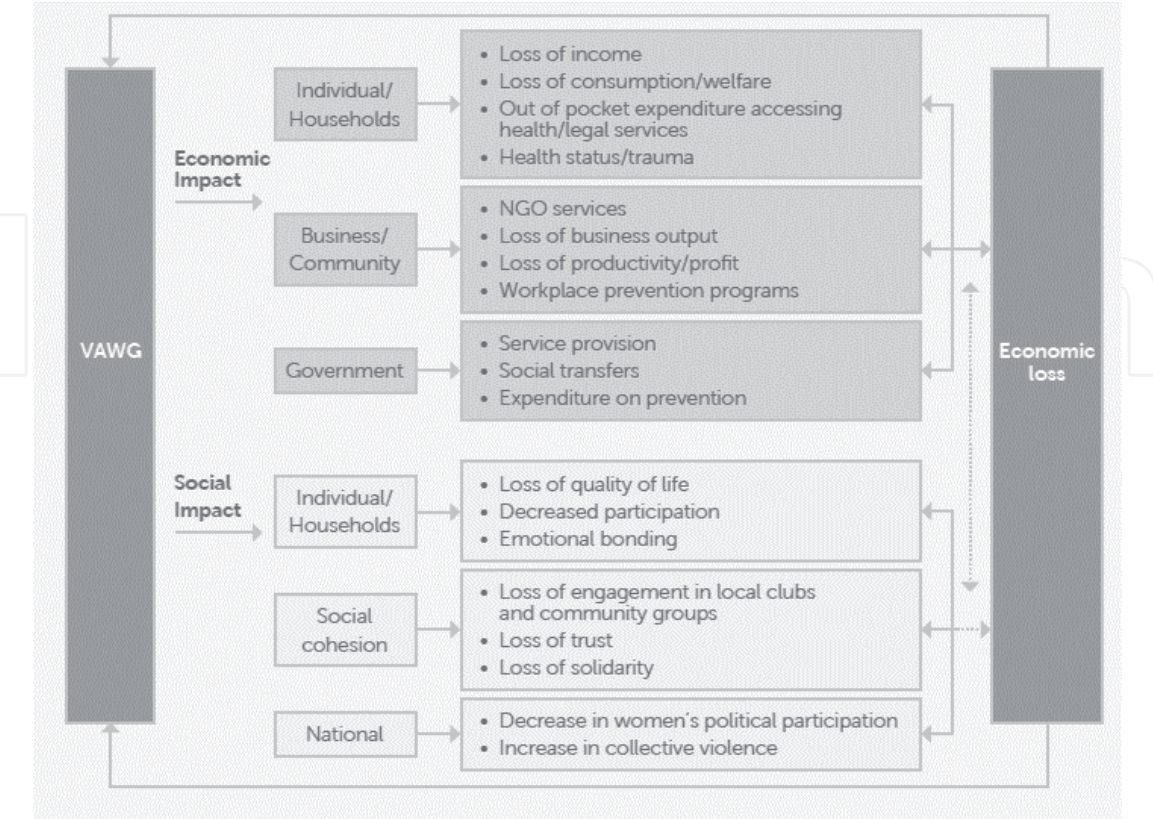 VAWG
Economic
Impact
Individual/
Households
• Loss of income
• Loss of consumption/welfare
• Out of pocket expenditure accessing
health/legal services
• Health status/trauma
Business/
Community
• NGO services
• Loss of business output
• Loss of productivity/profit
• Workplace prevention programs
Government
• Service provision
• Social transfers
• Expenditure on prevention
Social
Impact
Individual/
Households
• Loss of quality of life
• Decreased participation
• Emotional bonding
Social
cohesion
• Loss of engagement in local clubs
and community groups
• Loss of trust
• Loss of solidarity
National
• Decrease in women's political participation
• Increase in collective violence
Economic
loss